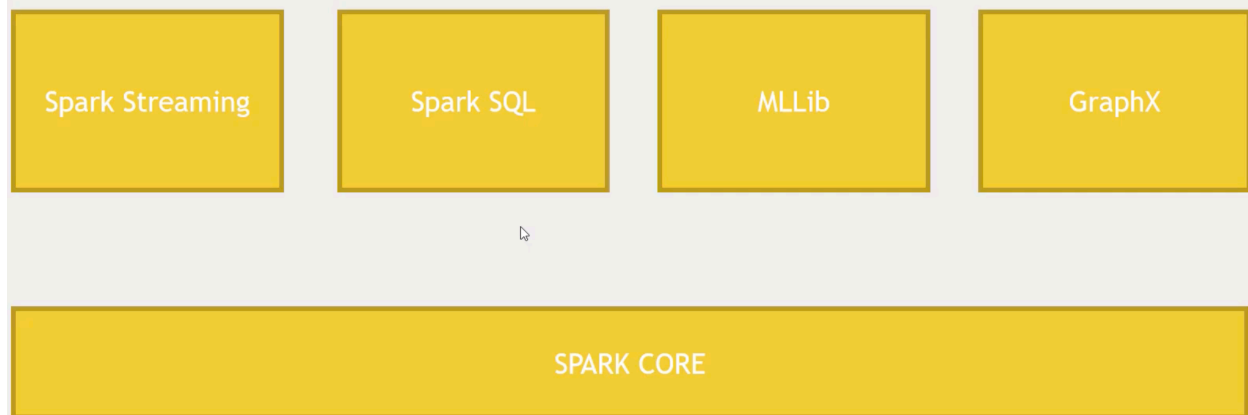 Spark Streaming
Spark SQL
MLLib
GraphX
SPARK CORE